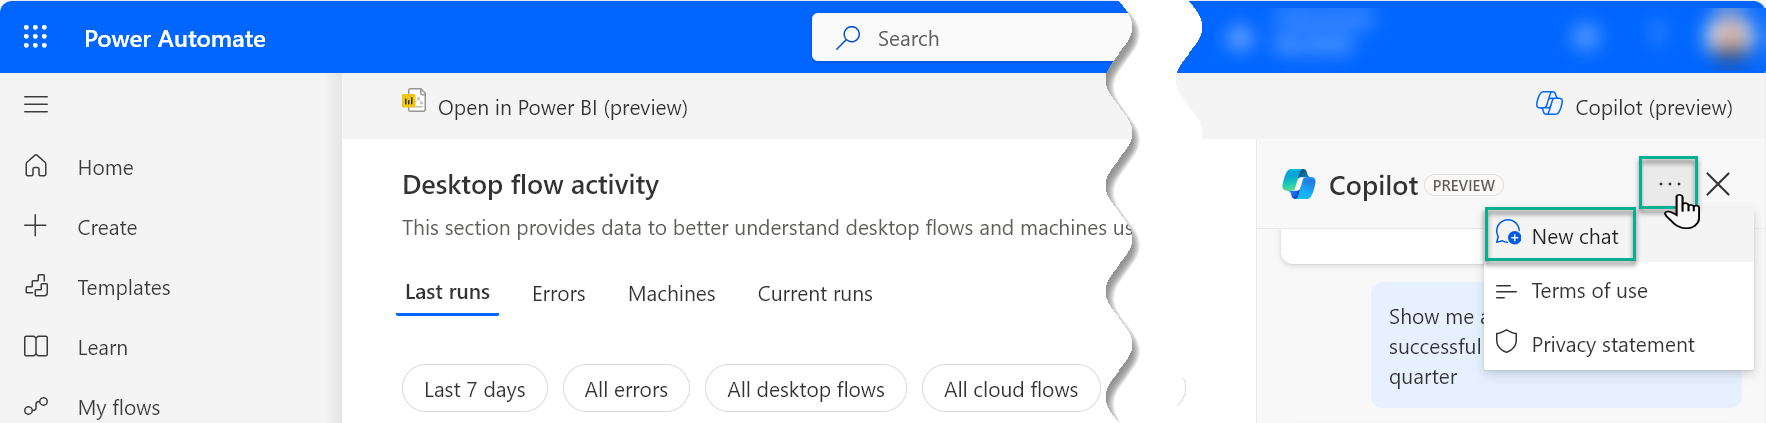 Power Automate
Search
Open in Power BI (preview)
Copilot (preview)
Home
Create
Templates
Learn
My flows
Desktop flow activity
This section provides data to better understand desktop flows and machines us
Last runs
Errors
Machines
Current runs
Last 7 days
All errors
All desktop flows
All cloud flows
Copilot
PREVIEW
New chat
Terms of use
Privacy statement
Show me
successful
quarter